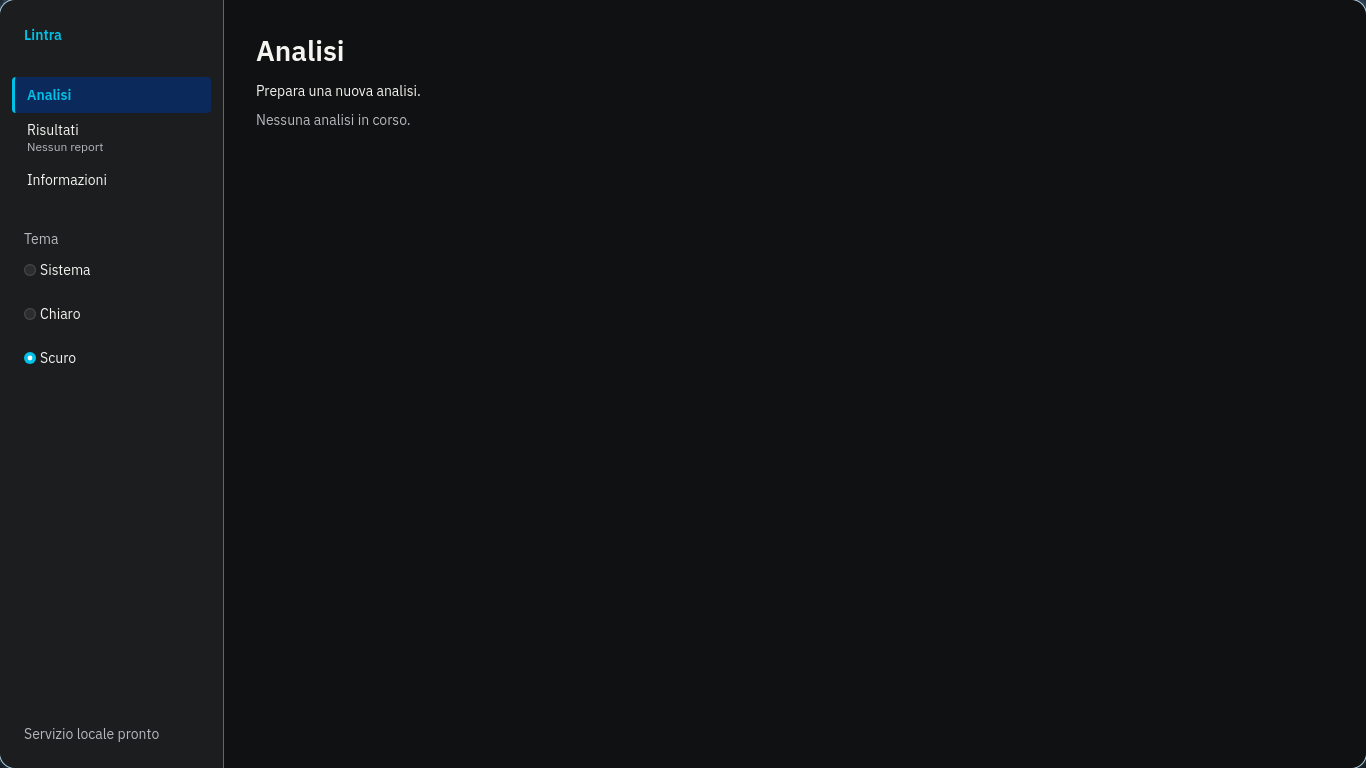 Lintra
Analisi
Risultati
Nessun report
Informazioni
Tema
Sistema
Chiaro
Scuro
Servizio locale pronto
Analisi
Prepara una nuova analisi.
Nessuna analisi in corso.